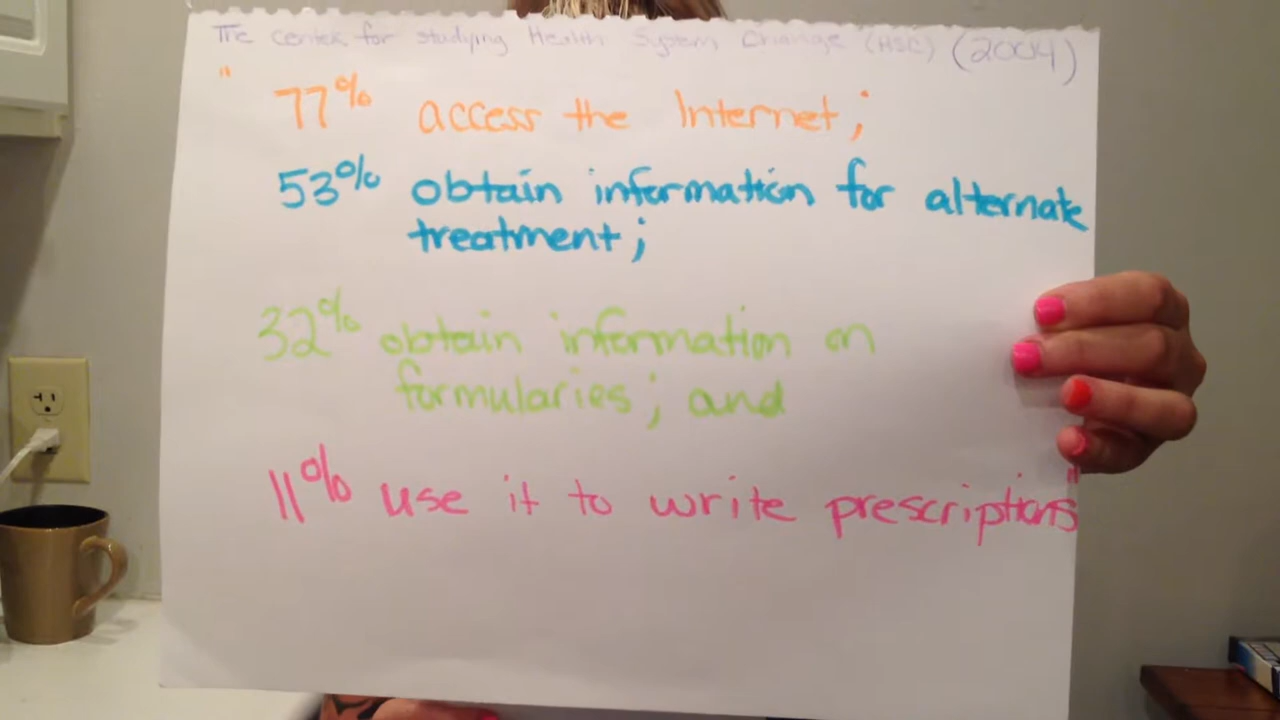 The center for studying Health System Change (HSC) (2004)
" 77% access the Internet;
53% obtain information for alternate
treatment;
32% obtain information on
formularies; and
11% use it to write prescriptions"